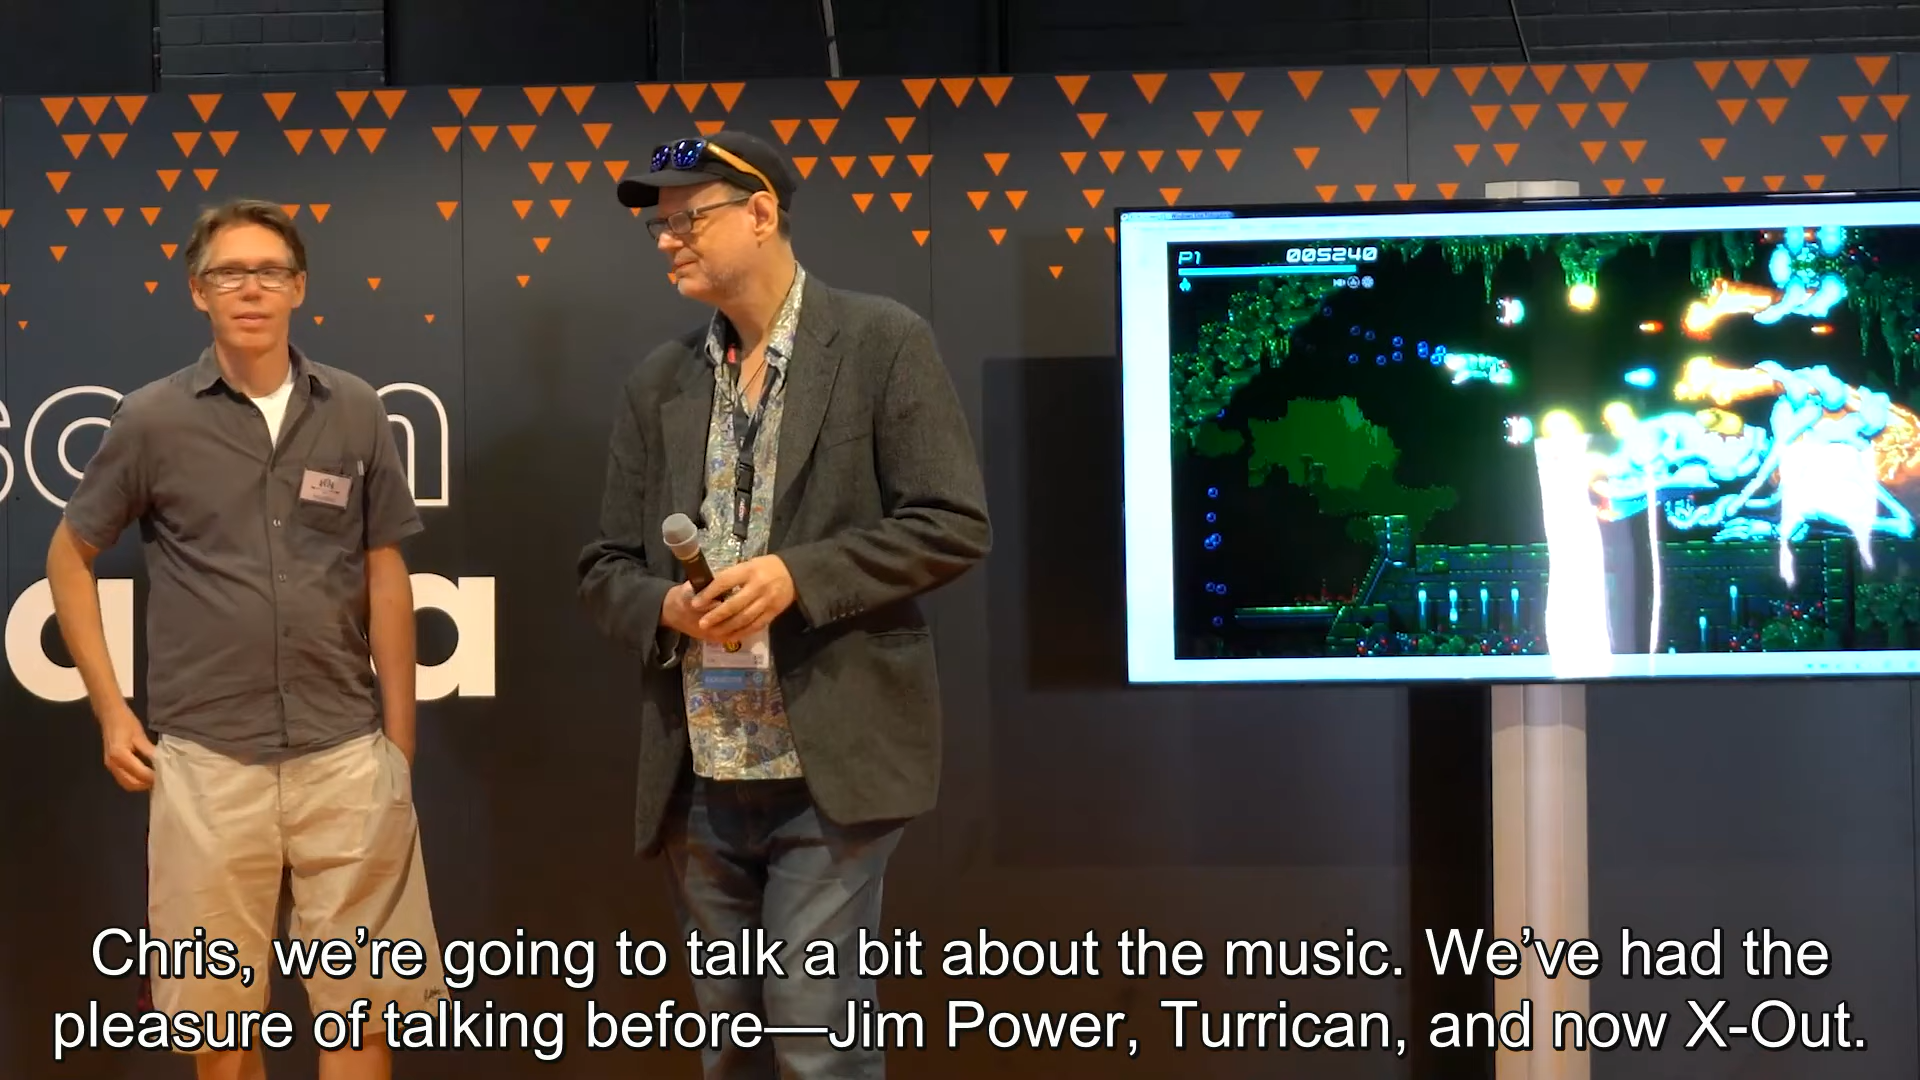 P1
005240
Chris, we’re going to talk a bit about the music. We’ve had the
pleasure of talking before—Jim Power, Turrican, and now X-Out.